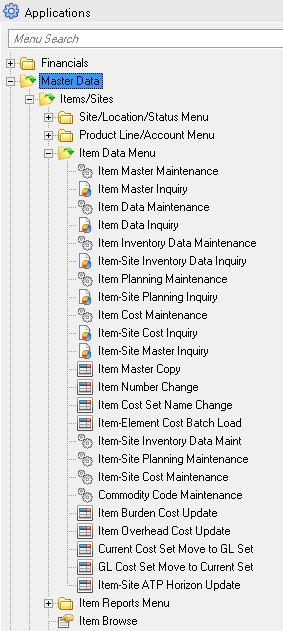 Applications
Menu Search
Financials
Master Data
Items/Sites
Site/Location/Status Menu
Product Line/Account Menu
Item Data Menu
Item Master Maintenance
Item Master Inquiry
Item Data Maintenance
Item Data Inquiry
Item Inventory Data Maintenance
Item-Site Inventory Data Inquiry
Item Planning Maintenance
Item-Site Planning Inquiry
Item Cost Maintenance
Item-Site Cost Inquiry
Item-Site Master Inquiry
Item Master Copy
Item Number Change
Item Cost Set Name Change
Item-Element Cost Batch Load
Item-Site Inventory Data Maint
Item-Site Planning Maintenance
Item-Site Cost Maintenance
Commodity Code Maintenance
Item Burden Cost Update
Item Overhead Cost Update
Current Cost Set Move to GL Set
GL Cost Set Move to Current Set
Item-Site ATP Horizon Update
Item Reports Menu
Item Browse